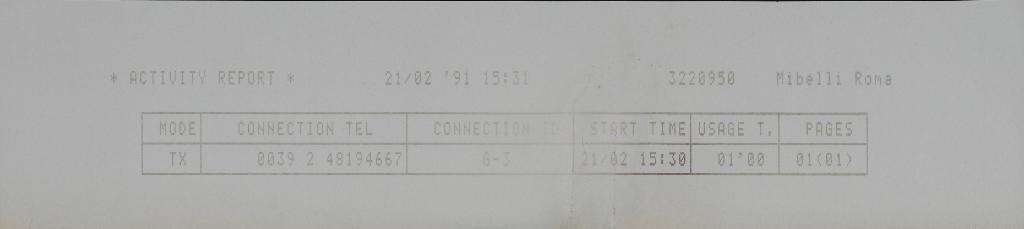 * ACTIVITY REPORT * 21/02 '91 15:31 3220950 Mibelli Roma
MODE CONNECTION TEL CONNECTION ID START TIME USAGE T. PAGES
TX 0039 2 48194667 G-3 21/02 15:30 01'00 01(01)